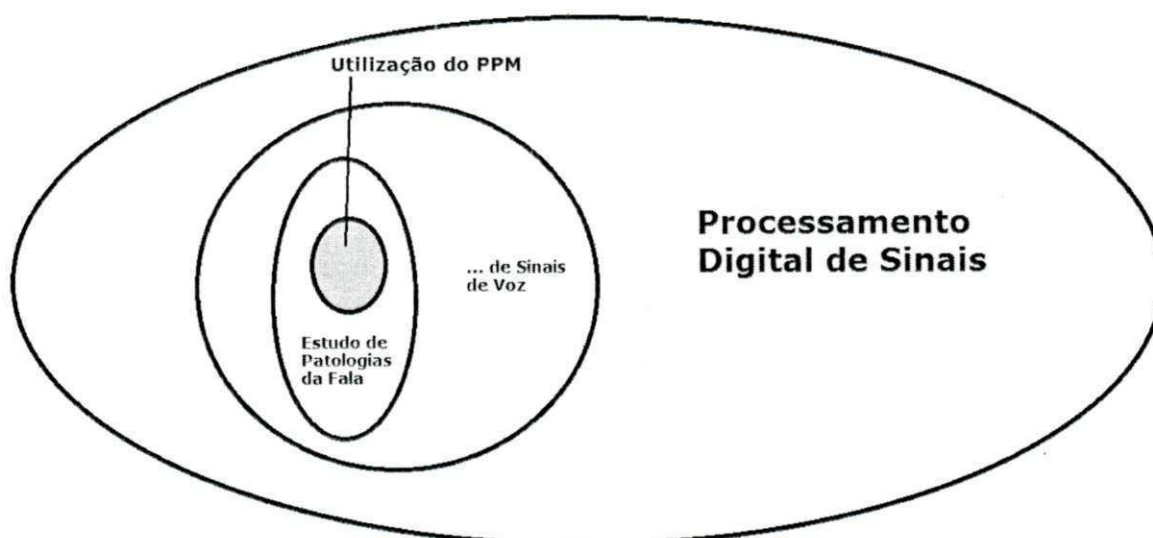 Utilização do PPM
Processamento
Digital de Sinais
... de Sinais
de Voz
Estudo de
Patologias
da Fala